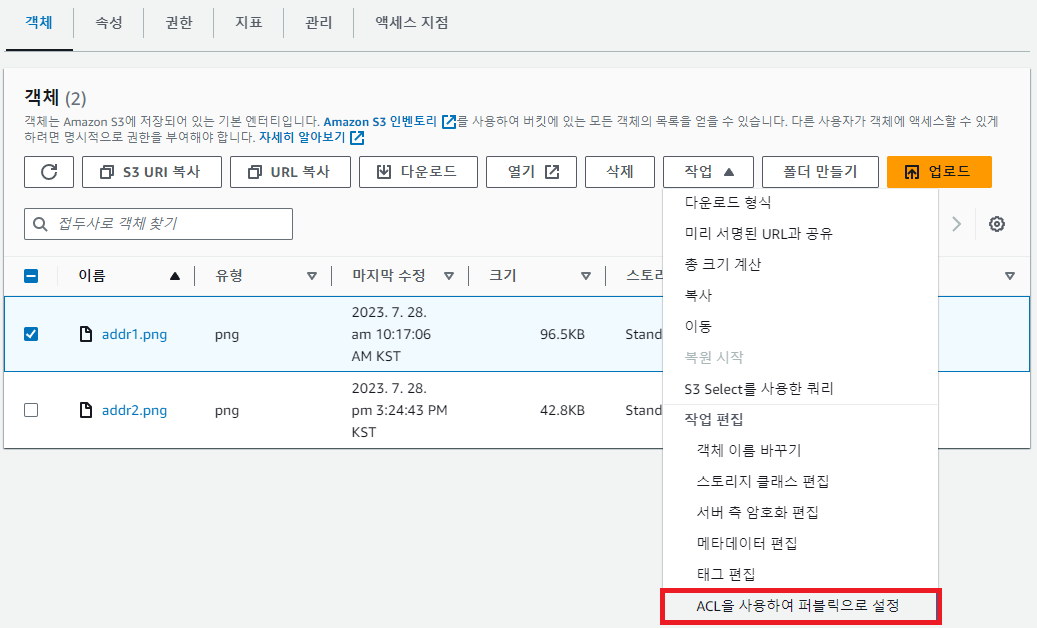 객체 속성 권한 지표 관리 액세스 지점
객체 (2)
객체는 Amazon S3에 저장되어 있는 기본 엔터티입니다. Amazon S3 인벤토리 를 사용하여 버킷에 있는 모든 객체의 목록을 얻을 수 있습니다. 다른 사용자가 객체에 액세스할 수 있게
하려면 명시적으로 권한을 부여해야 합니다. 자세히 알아보기
S3 URI 복사 URL 복사 다운로드 열기 삭제 작업 폴더 만들기 업로드
접두사로 객체 찾기
이름 유형 마지막 수정 크기 스토리
addr1.png png 2023. 7. 28.
am 10:17:06
AM KST 96.5KB Stand
addr2.png png 2023. 7. 28.
pm 3:24:43 PM
KST 42.8KB Stand
다운로드 형식
미리 서명된 URL과 공유
총 크기 계산
복사
이동
복원 시작
S3 Select를 사용한 쿼리
작업 편집
객체 이름 바꾸기
스토리지 클래스 편집
서버 측 암호화 편집
메타데이터 편집
태그 편집
ACL을 사용하여 퍼블릭으로 설정